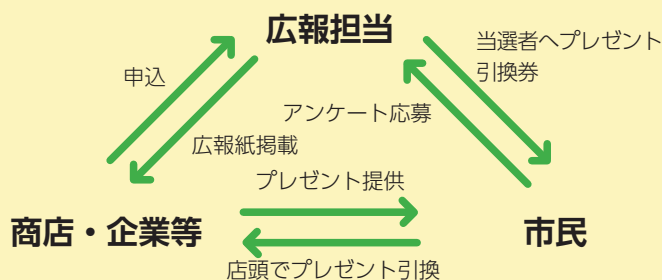 広報担当
当選者へプレゼント
引換券
申込
アンケート応募
広報紙掲載
プレゼント提供
商店・企業等
市民
店頭でプレゼント引換